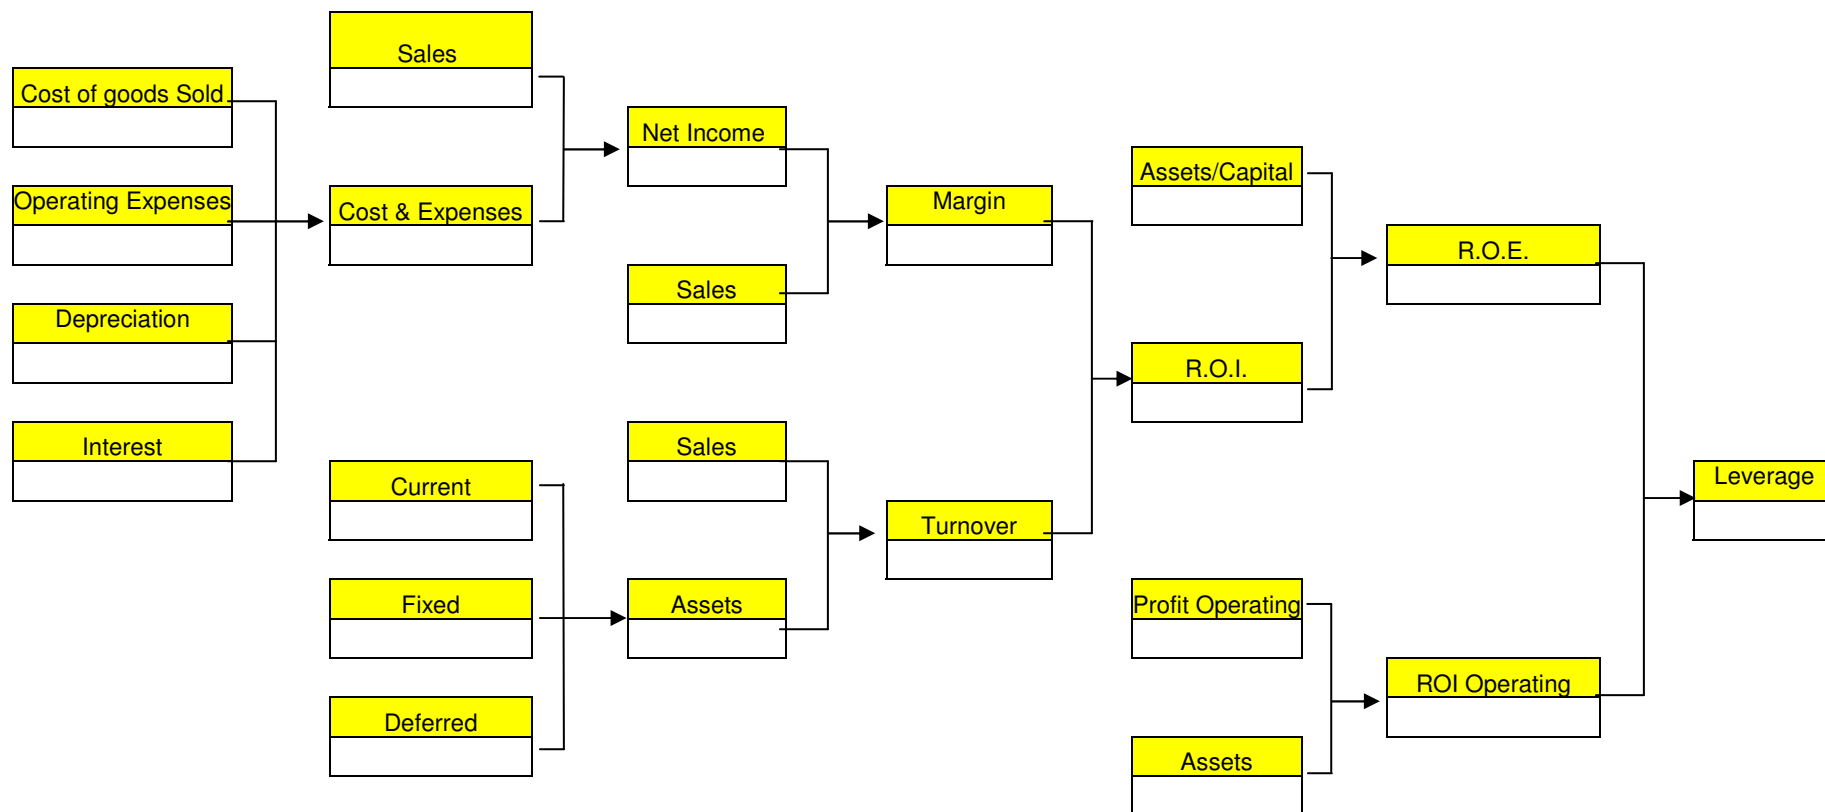 Sales
Cost of goods Sold
Net Income
Assets/Capital
Operating Expenses
Cost & Expenses
Margin
R.O.E.
Sales
Depreciation
R.O.I.
Interest
Sales
Current
Leverage
Turnover
Fixed
Assets
Profit Operating
ROI Operating
Deferred
Assets